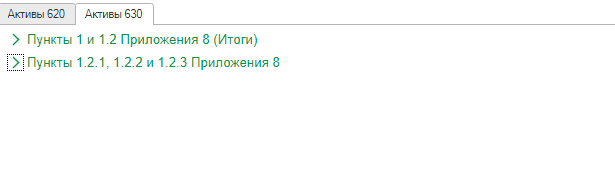 Активы 620 Активы 630
Пункты 1 и 1.2 Приложения 8 (Итоги)
Пункты 1.2.1, 1.2.2 и 1.2.3 Приложения 8